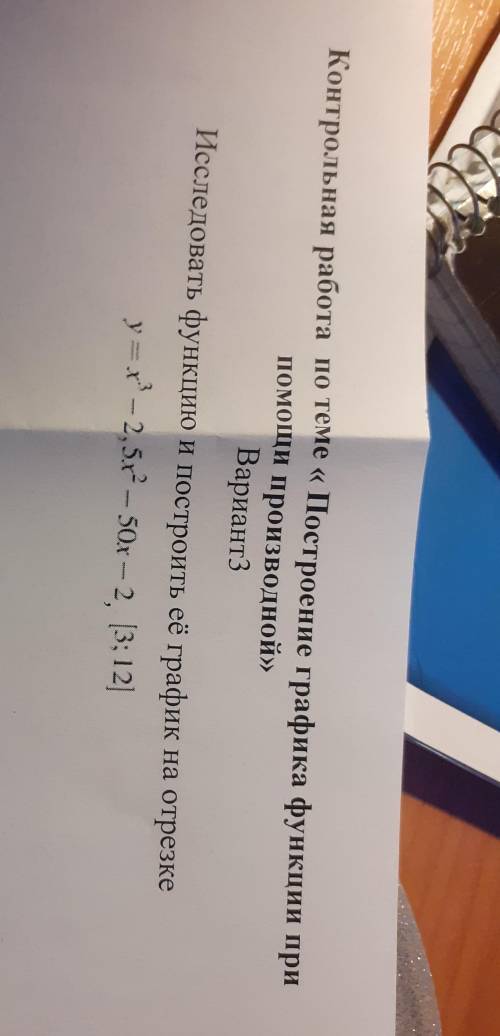 Контрольная работа по теме « Построение графика функции при
помощи производной»
Вариант3
Исследовать функцию и построить её график на отрезке
y = x³ − 2,5x² − 50x − 2, [3; 12]